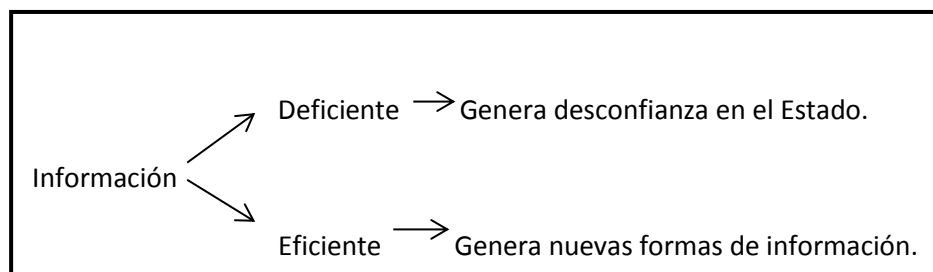 Deficiente Genera desconfianza en el Estado.
Información
Eficiente Genera nuevas formas de información.